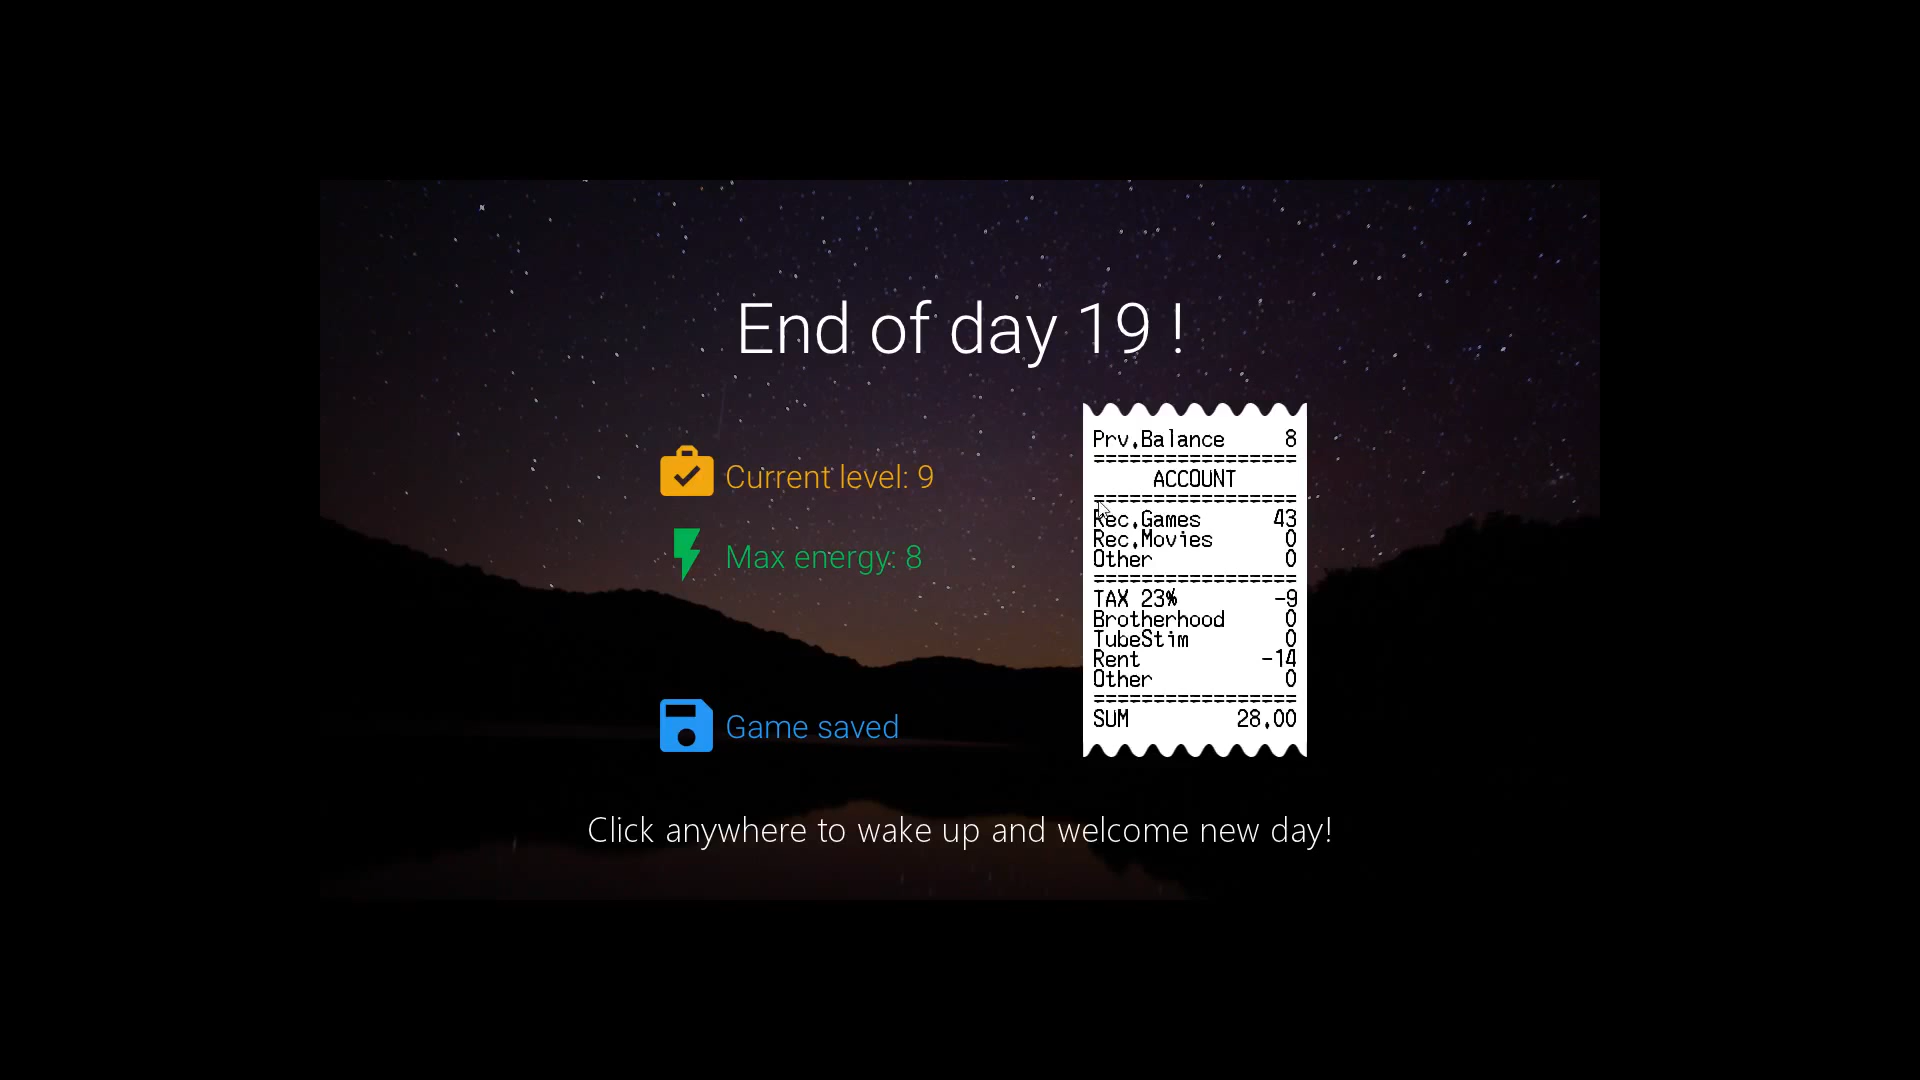 End of day 19 !
Current level: 9
Max energy: 8
Game saved
Prv.Balance 8
=================
ACCOUNT
=================
Rec.Games 43
Rec.Movies 0
Other 0
=================
TAX 23% -9
Brotherhood 0
TubeStim 0
Rent -14
Other 0
=================
SUM 28.00
Click anywhere to wake up and welcome new day!